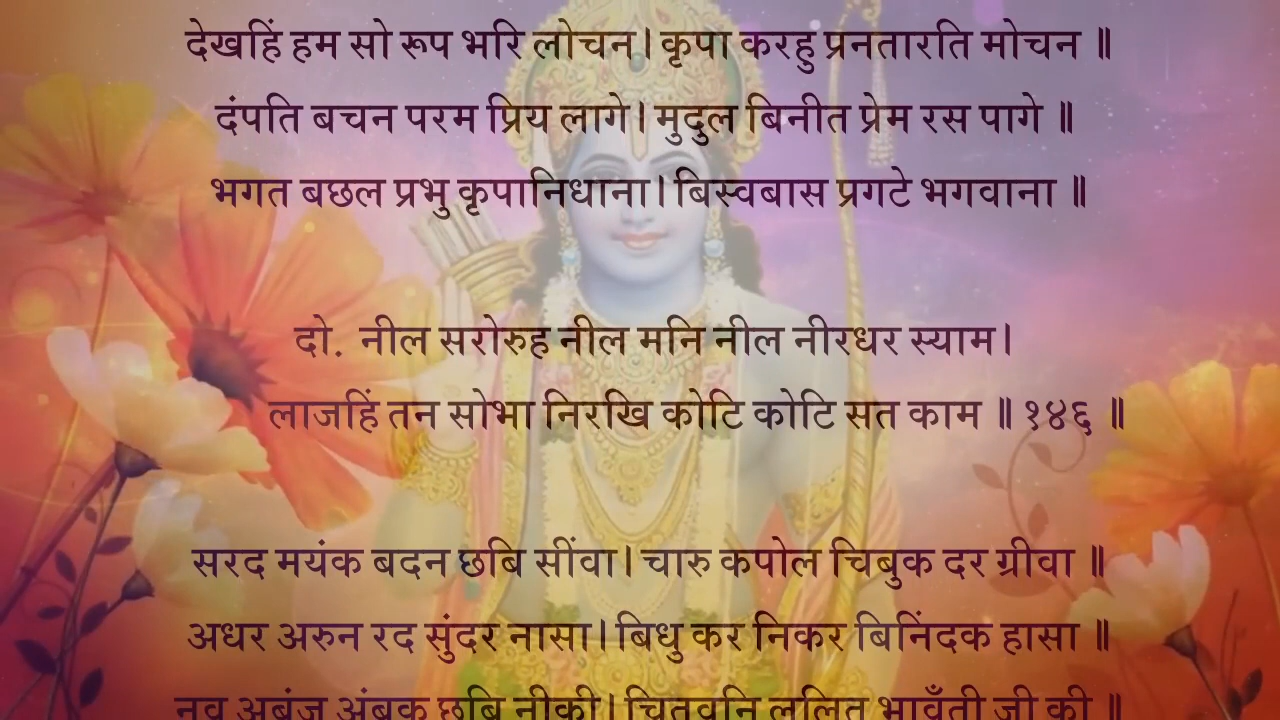 देखहिं हम सो रूप भरि लोचन। कृपा करहु प्रनतारति मोचन ॥
दंपति बचन परम प्रिय लागे। मुदुल बिनीत प्रेम रस पागे ॥
भगत बछल प्रभु कृपानिधाना। बिस्वबास प्रगटे भगवाना ॥
दो. नील सरोरुह नील मनि नील नीरधर स्याम।
लाजहिं तन सोभा निरखि कोटि कोटि सत काम ॥ १४६ ॥
सरद मयंक बदन छबि सींवा। चारु कपोल चिबुक दर ग्रीवा ॥
अधर अरुन रद सुंदर नासा। बिधु कर निकर बिनिंदक हासा ॥
नव अबुंज अंबक छबि नीकी। चितवनि ललित भावँती जी की ॥